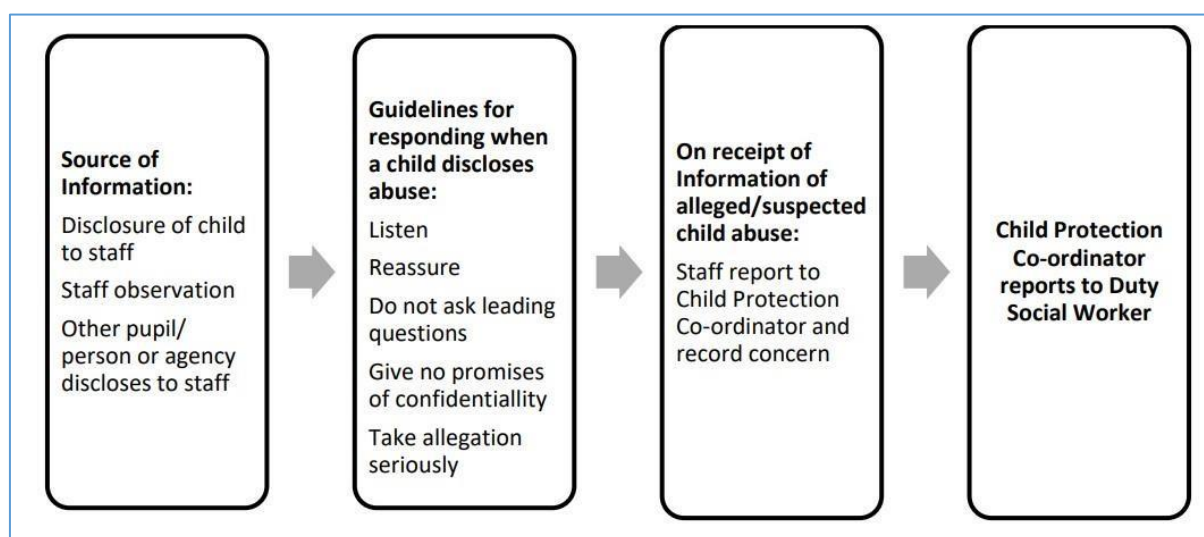 Source of
Information:
Disclosure of child
to staff
Staff observation
Other pupil/
person or agency
discloses to staff
Guidelines for
responding when
a child discloses
abuse:
Listen
Reassure
Do not ask leading
questions
Give no promises
of confidentiallity
Take allegation
seriously
On receipt of
Information of
alleged/suspected
child abuse:
Staff report to
Child Protection
Co-ordinator and
record concern
Child Protection
Co-ordinator
reports to Duty
Social Worker